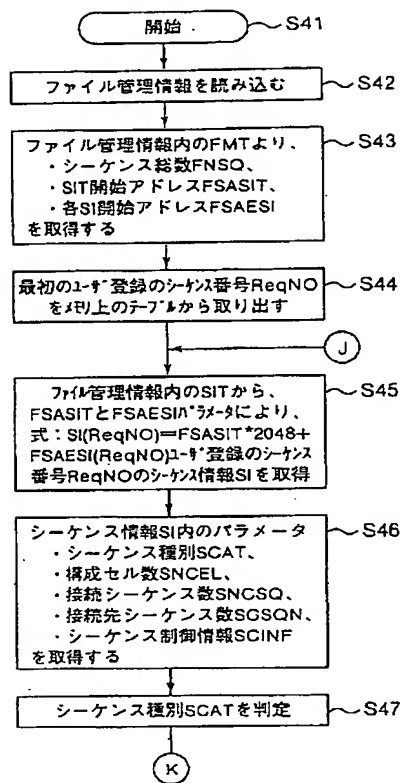 開始
S41
ファイル管理情報を読み込む
S42
ファイル管理情報内のFMTより、
・シーケンス総数FNSQ、
・SIT開始アドレスFSASIT、
・各SI開始アドレスFSAESI
を取得する
S43
最初のユーザ登録のシーケンス番号ReqNO
をメモリ上のテーブルから取り出す
S44
J
ファイル管理情報内のSITから、
FSASITとFSAESIパラメータにより、
式：SI(ReqNO)=FSASIT*2048+
FSAESI(ReqNO)ユーザ登録のシーケンス
番号ReqNOのシーケンス情報SIを取得
S45
シーケンス情報SI内のパラメータ
・シーケンス種別SCAT、
・構成セル数SNCEL、
・接続シーケンス数SNCSQ、
・接続先シーケンス数SCSQN、
・シーケンス制御情報SCINF
を取得する
S46
シーケンス種別SCATを判定
S47
K